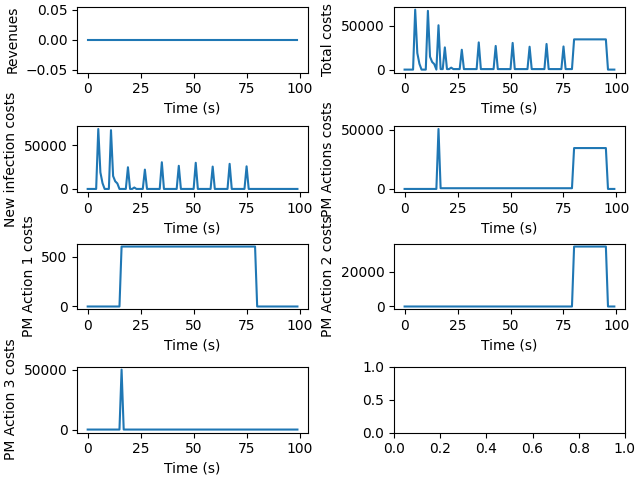 Revenues
0.05
0.00
−0.05
0 25 50 75 100
Time (s)
Total costs
50000
0
0 25 50 75 100
Time (s)
New infection costs
50000
0
0 25 50 75 100
Time (s)
PM Actions costs
50000
0
0 25 50 75 100
Time (s)
PM Action 1 costs
500
0
0 25 50 75 100
Time (s)
PM Action 2 costs
20000
0
0 25 50 75 100
Time (s)
PM Action 3 costs
50000
0
0 25 50 75 100
Time (s)
1.0
0.5
0.0
0.0 0.2 0.4 0.6 0.8 1.0